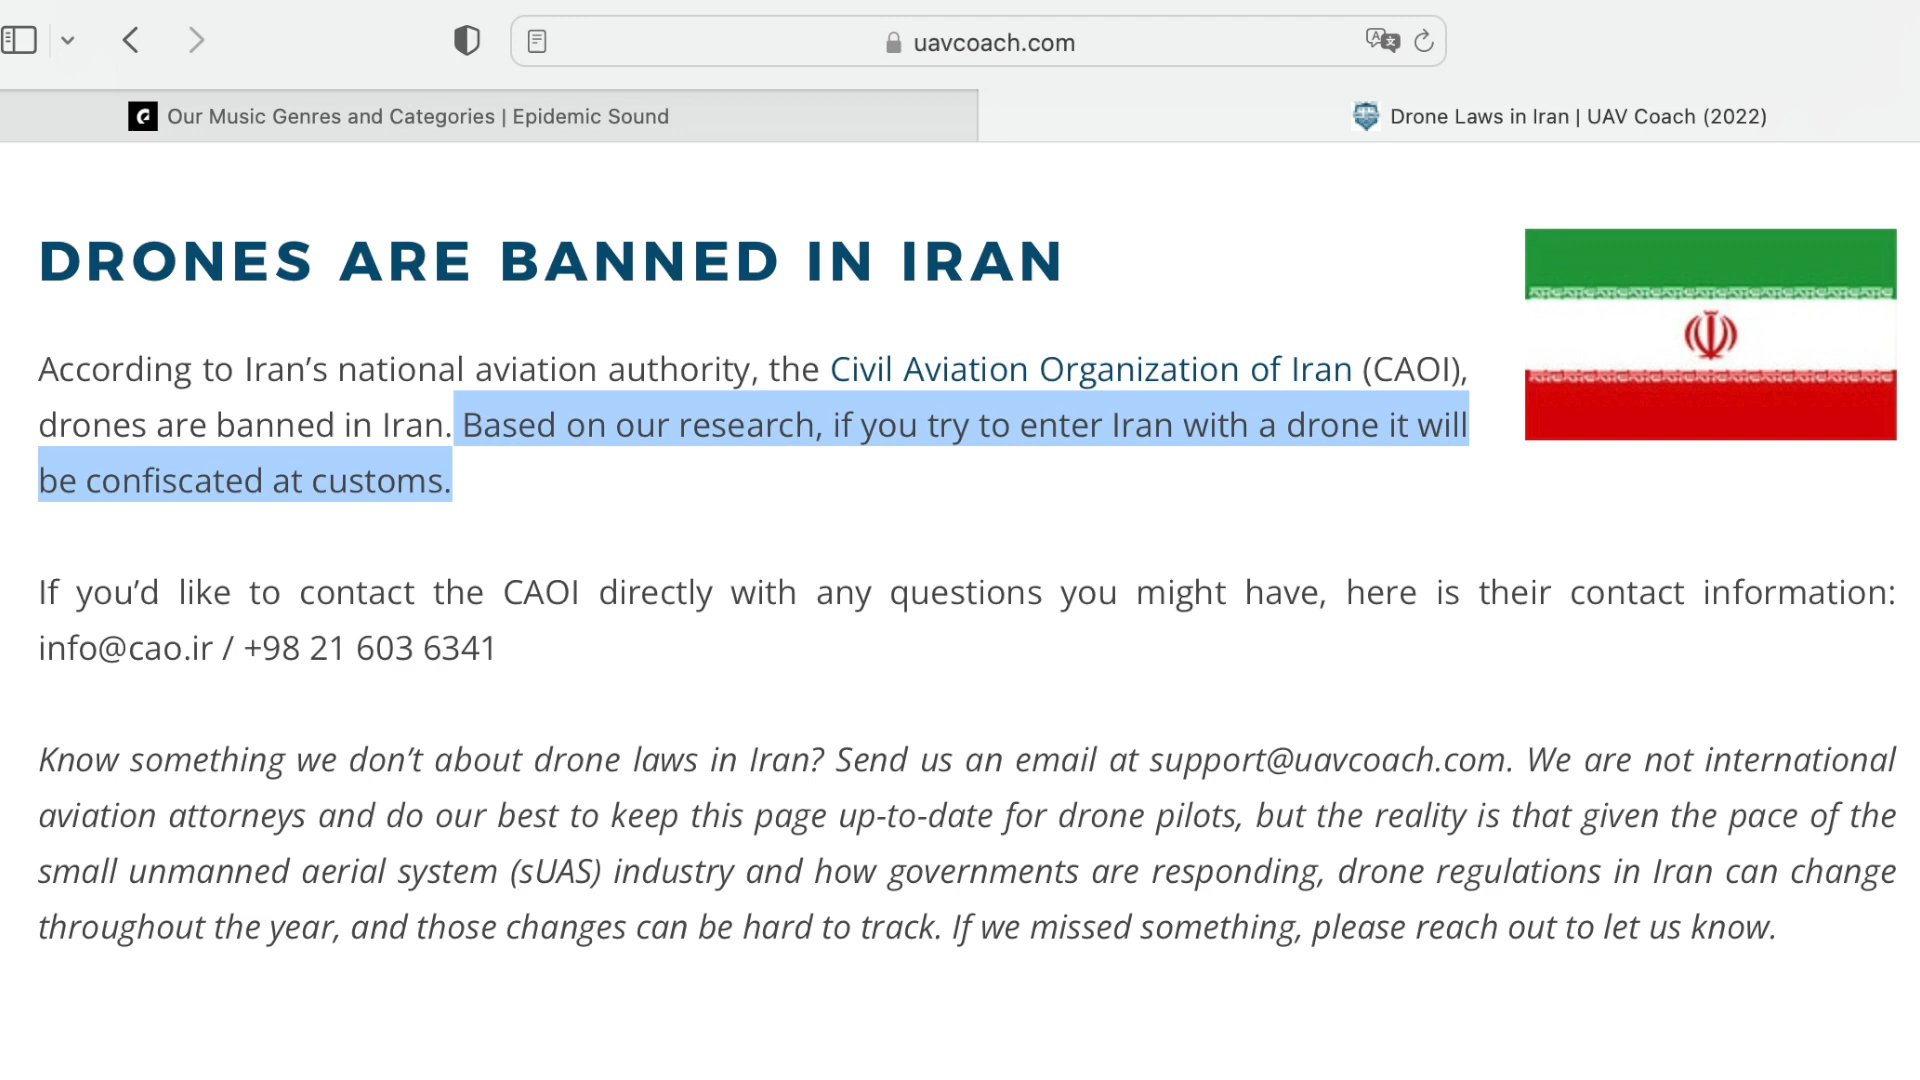 uavcoach.com
Our Music Genres and Categories | Epidemic Sound
Drone Laws in Iran | UAV Coach (2022)
DRONES ARE BANNED IN IRAN
According to Iran’s national aviation authority, the Civil Aviation Organization of Iran (CAOI),
drones are banned in Iran. Based on our research, if you try to enter Iran with a drone it will
be confiscated at customs.
If you’d like to contact the CAOI directly with any questions you might have, here is their contact information:
info@cao.ir / +98 21 603 6341
Know something we don’t about drone laws in Iran? Send us an email at support@uavcoach.com. We are not international
aviation attorneys and do our best to keep this page up-to-date for drone pilots, but the reality is that given the pace of the
small unmanned aerial system (sUAS) industry and how governments are responding, drone regulations in Iran can change
throughout the year, and those changes can be hard to track. If we missed something, please reach out to let us know.